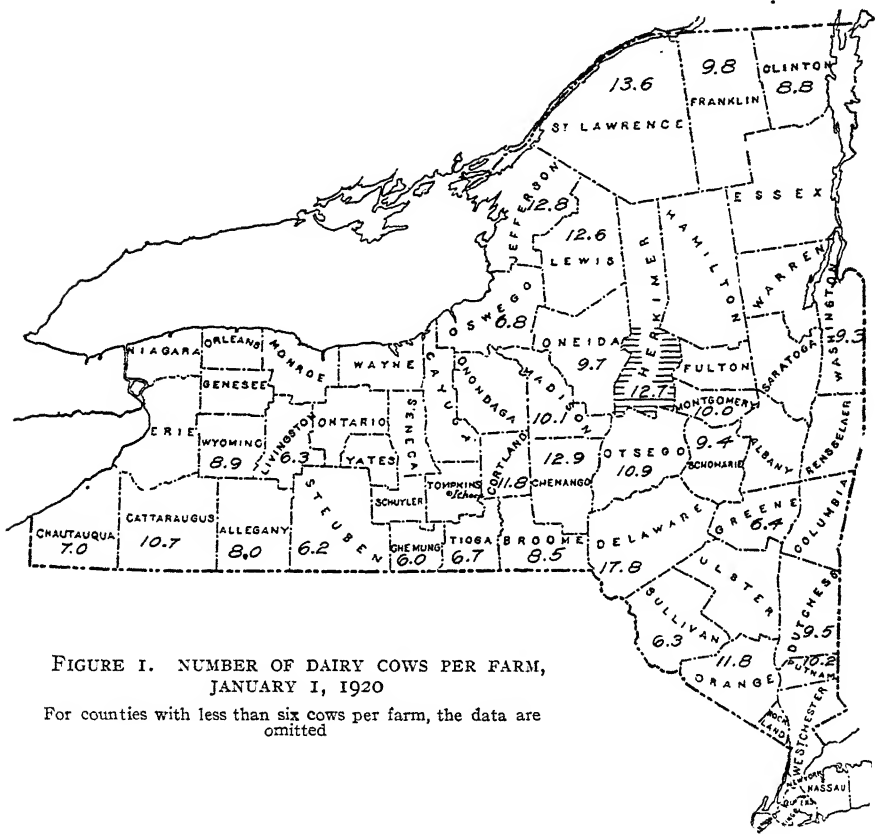 13.6
9.8
CLINTON
8.8
FRANKLIN
ST LAWRENCE
JEFFERSON
12.8
ESSEX
12.6
LEWIS
HERKIMER
12.7
HAMILTON
WARREN
WASHINGTON
9.3
OSWEGO
6.8
ONEIDA
9.7
NIAGARA
ORLEANS
MONROE
WAYNE
CAYUGA
ONONDAGA
MADISON
10.1
FULTON
SARATOGA
GENESEE
MONTGOMERY
10.0
ERIE
WYOMING
8.9
LIVINGSTON
6.3
ONTARIO
SENECA
YATES
CORTLAND
11.8
12.9
CHENANGO
OTSEGO
10.9
9.4
SCHOHARIE
ALBANY
RENSSELAER
STEUBEN
6.2
SCHUYLER
TOMPKINS
CHAUTAUQUA
7.0
CATTARAUGUS
10.7
ALLEGANY
8.0
CHEMUNG
6.0
TIOGA
6.7
BROOME
8.5
DELAWARE
17.8
GREENE
6.4
COLUMBIA
ULSTER
SULLIVAN
6.3
DUTCHESS
9.5
11.8
ORANGE
10.2
PUTNAM
ROCKLAND
WESTCHESTER
NEW YORK
NASSAU
QUEENS
FIGURE 1. NUMBER OF DAIRY COWS PER FARM,
JANUARY 1, 1920
For counties with less than six cows per farm, the data are
omitted